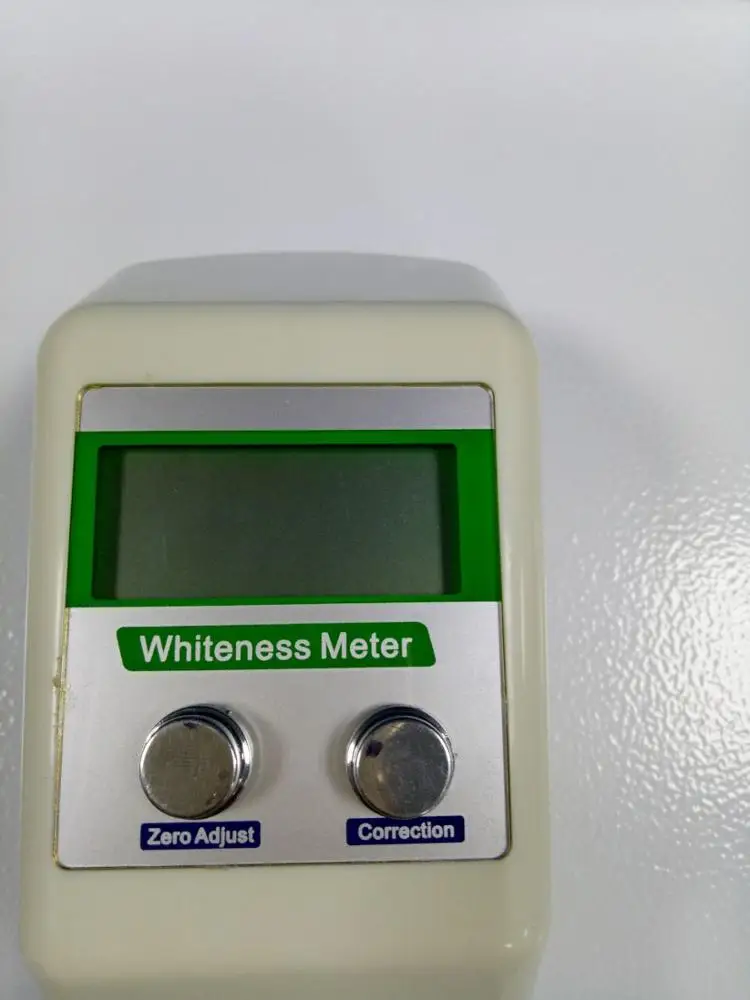 Whiteness Meter
Zero Adjust
Correction